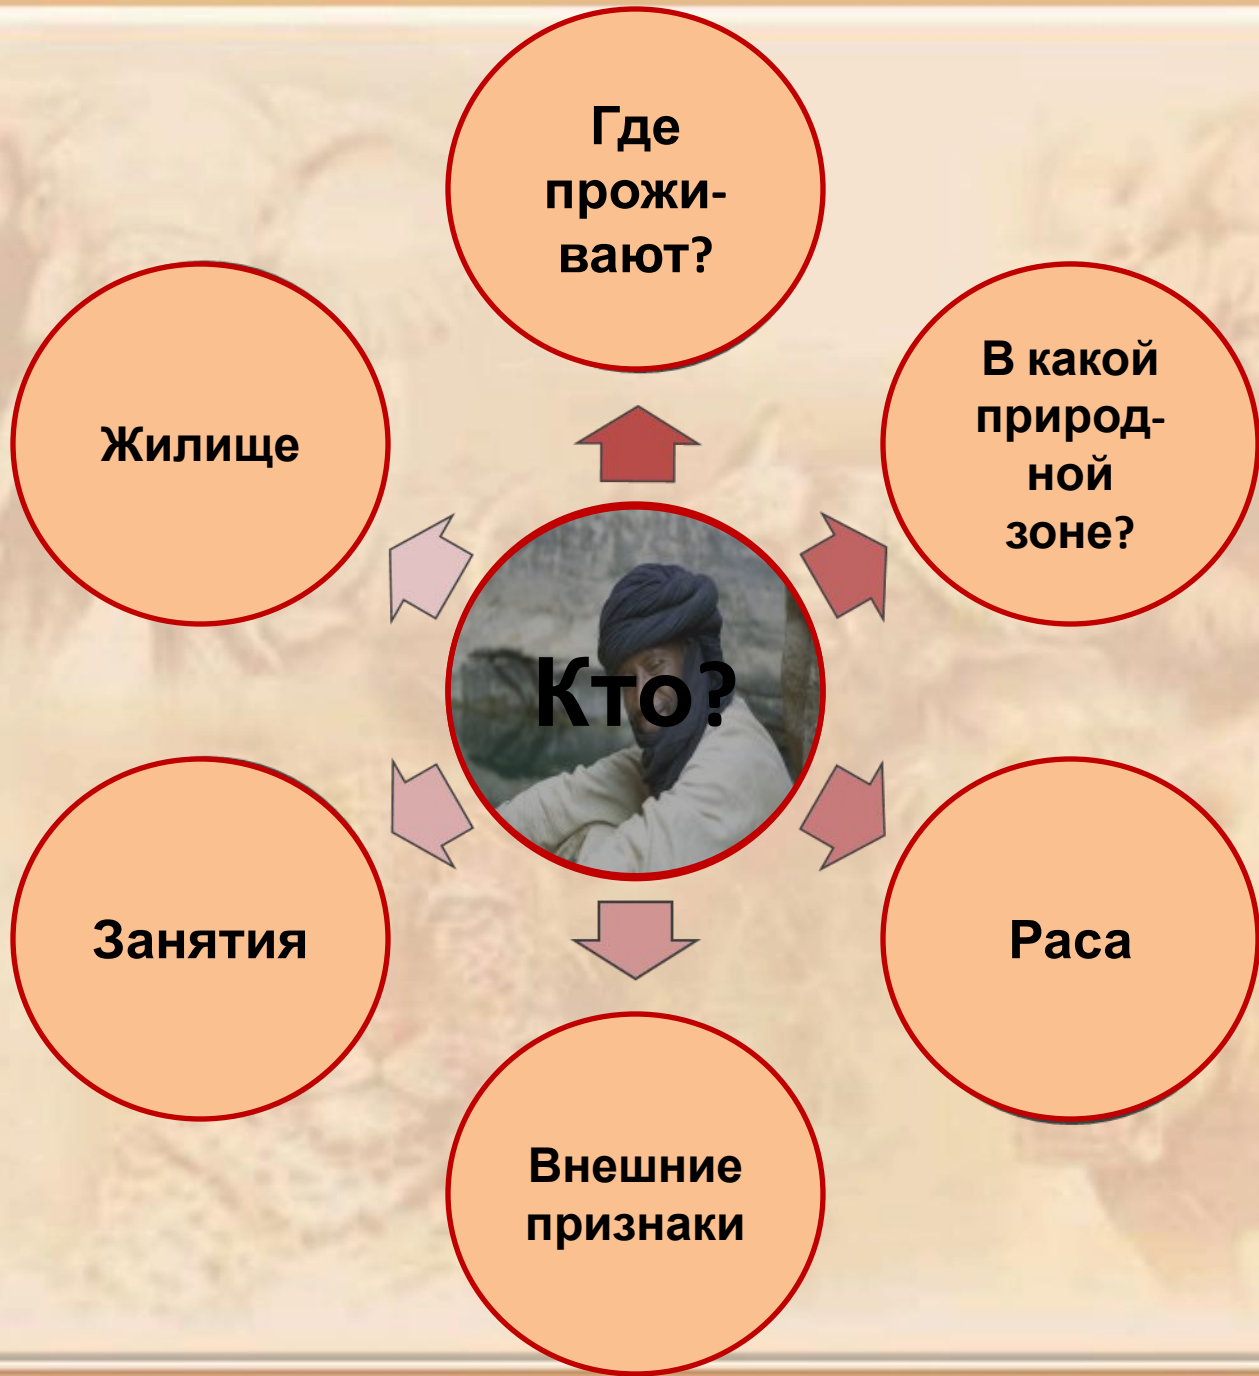 Где
прожи-
вают?
В какой
природ-
ной
зоне?
Жилище
Кто?
Занятия
Раса
Внешние
признаки